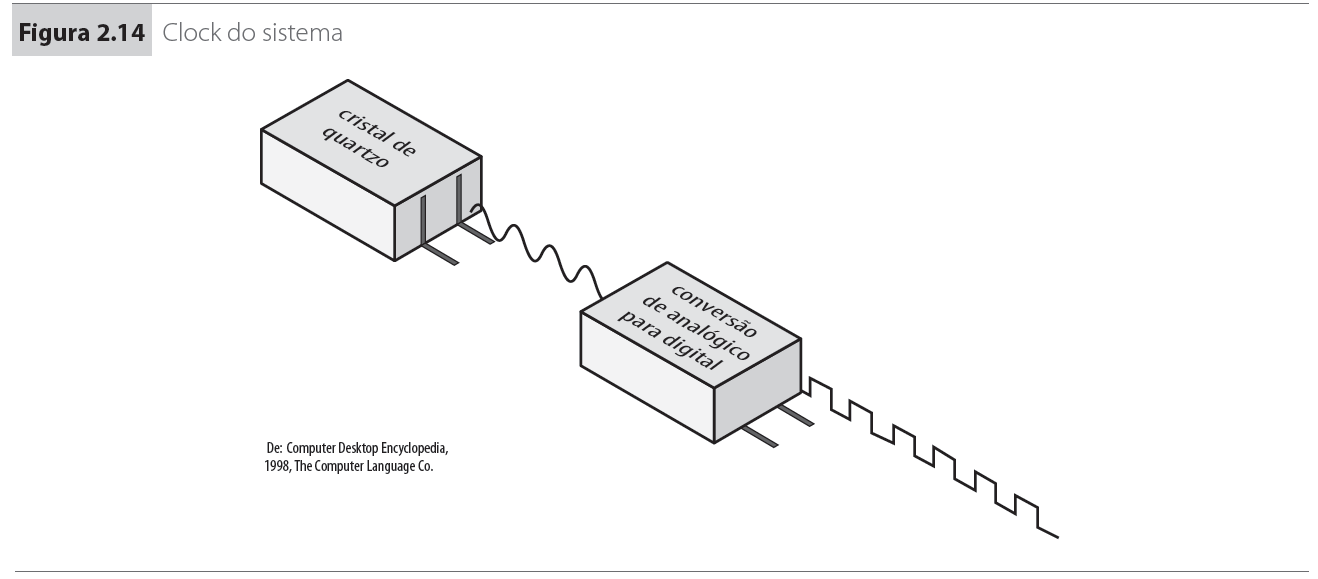 Figura 2.14 Clock do sistema
cristal de
quartzo
conversão
de analógico
para digital
De: Computer Desktop Encyclopedia,
1998, The Computer Language Co.